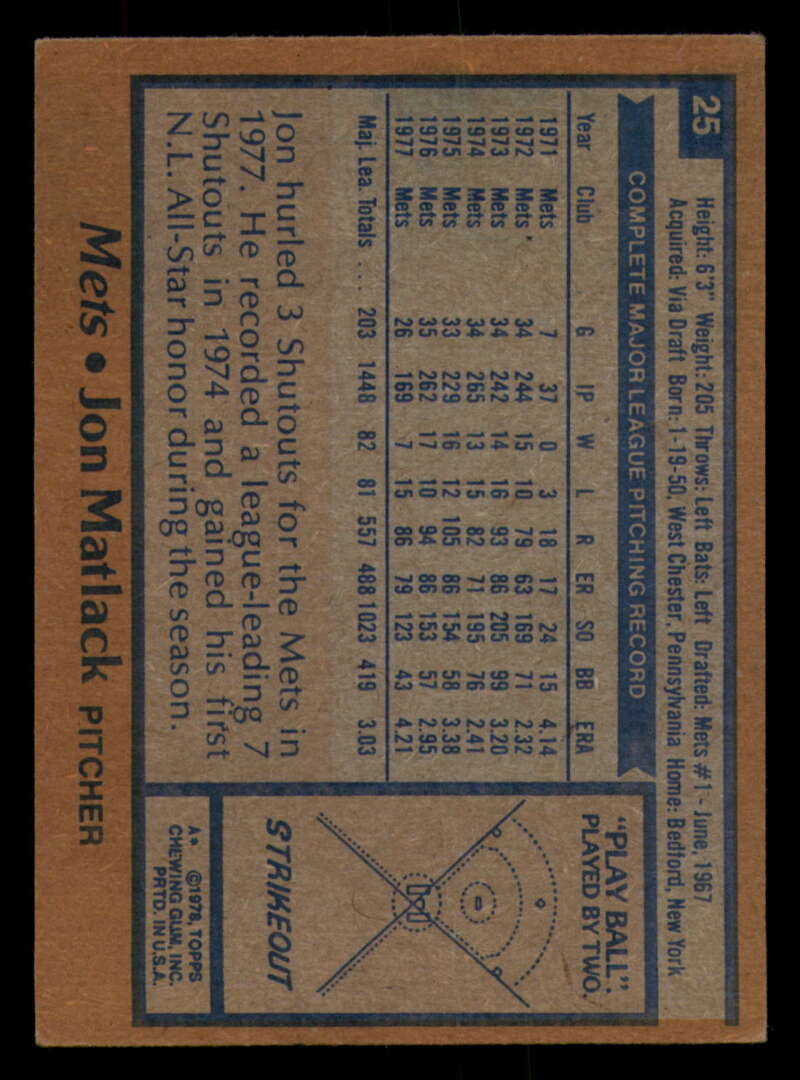 25
Height: 6'3" Weight: 205 Throws: Left Bats: Left Drafted: Mets #1 - June, 1967
Acquired: Via Draft Born: 1-19-50, West Chester, Pennsylvania Home: Bedford, New York
COMPLETE MAJOR LEAGUE PITCHING RECORD
Year Club G IP W L R ER SO BB ERA
1971 Mets 7 37 0 3 18 17 24 15 4.14
1972 Mets 34 244 15 10 79 63 169 71 2.32
1973 Mets 34 242 14 16 93 86 205 99 3.20
1974 Mets 34 265 13 15 82 71 195 76 2.41
1975 Mets 33 229 16 12 105 86 154 58 3.38
1976 Mets 35 262 17 10 94 86 153 57 2.95
1977 Mets 26 169 7 15 86 79 123 43 4.21
Maj. Lea. Totals ... 203 1448 82 81 557 488 1023 419 3.03
Jon hurled 3 Shutouts for the Mets in
1977. He recorded a league-leading 7
Shutouts in 1974 and gained his first
N.L. All-Star honor during the season.
"PLAY BALL":
PLAYED BY TWO.
STRIKEOUT
A* ©1978, TOPPS
CHEWING GUM, INC.
PRTD. IN U.S.A.
Mets • Jon Matlack PITCHER